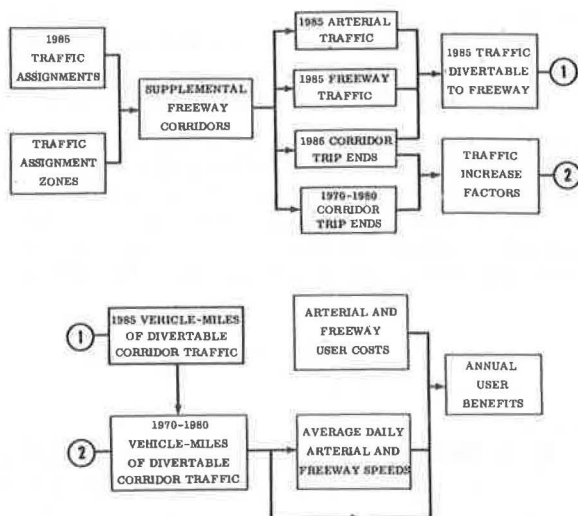 1985
TRAFFIC
ASSIGNMENTS
TRAFFIC
ASSIGNMENT
ZONES
SUPPLEMENTAL
FREEWAY
CORRIDORS
1985 ARTERIAL
TRAFFIC
1985 FREEWAY
TRAFFIC
1985 CORRIDOR
TRIP ENDS
1970-1980
CORRIDOR
TRIP ENDS
1985 TRAFFIC
DIVERTABLE
TO FREEWAY
1
TRAFFIC
INCREASE
FACTORS
2
1
1985 VEHICLE-MILES
OF DIVERTABLE
CORRIDOR TRAFFIC
2
1970-1980
VEHICLE-MILES
OF DIVERTABLE
CORRIDOR TRAFFIC
ARTERIAL AND
FREEWAY
USER COSTS
AVERAGE DAILY
ARTERIAL AND
FREEWAY SPEEDS
ANNUAL
USER
BENEFITS